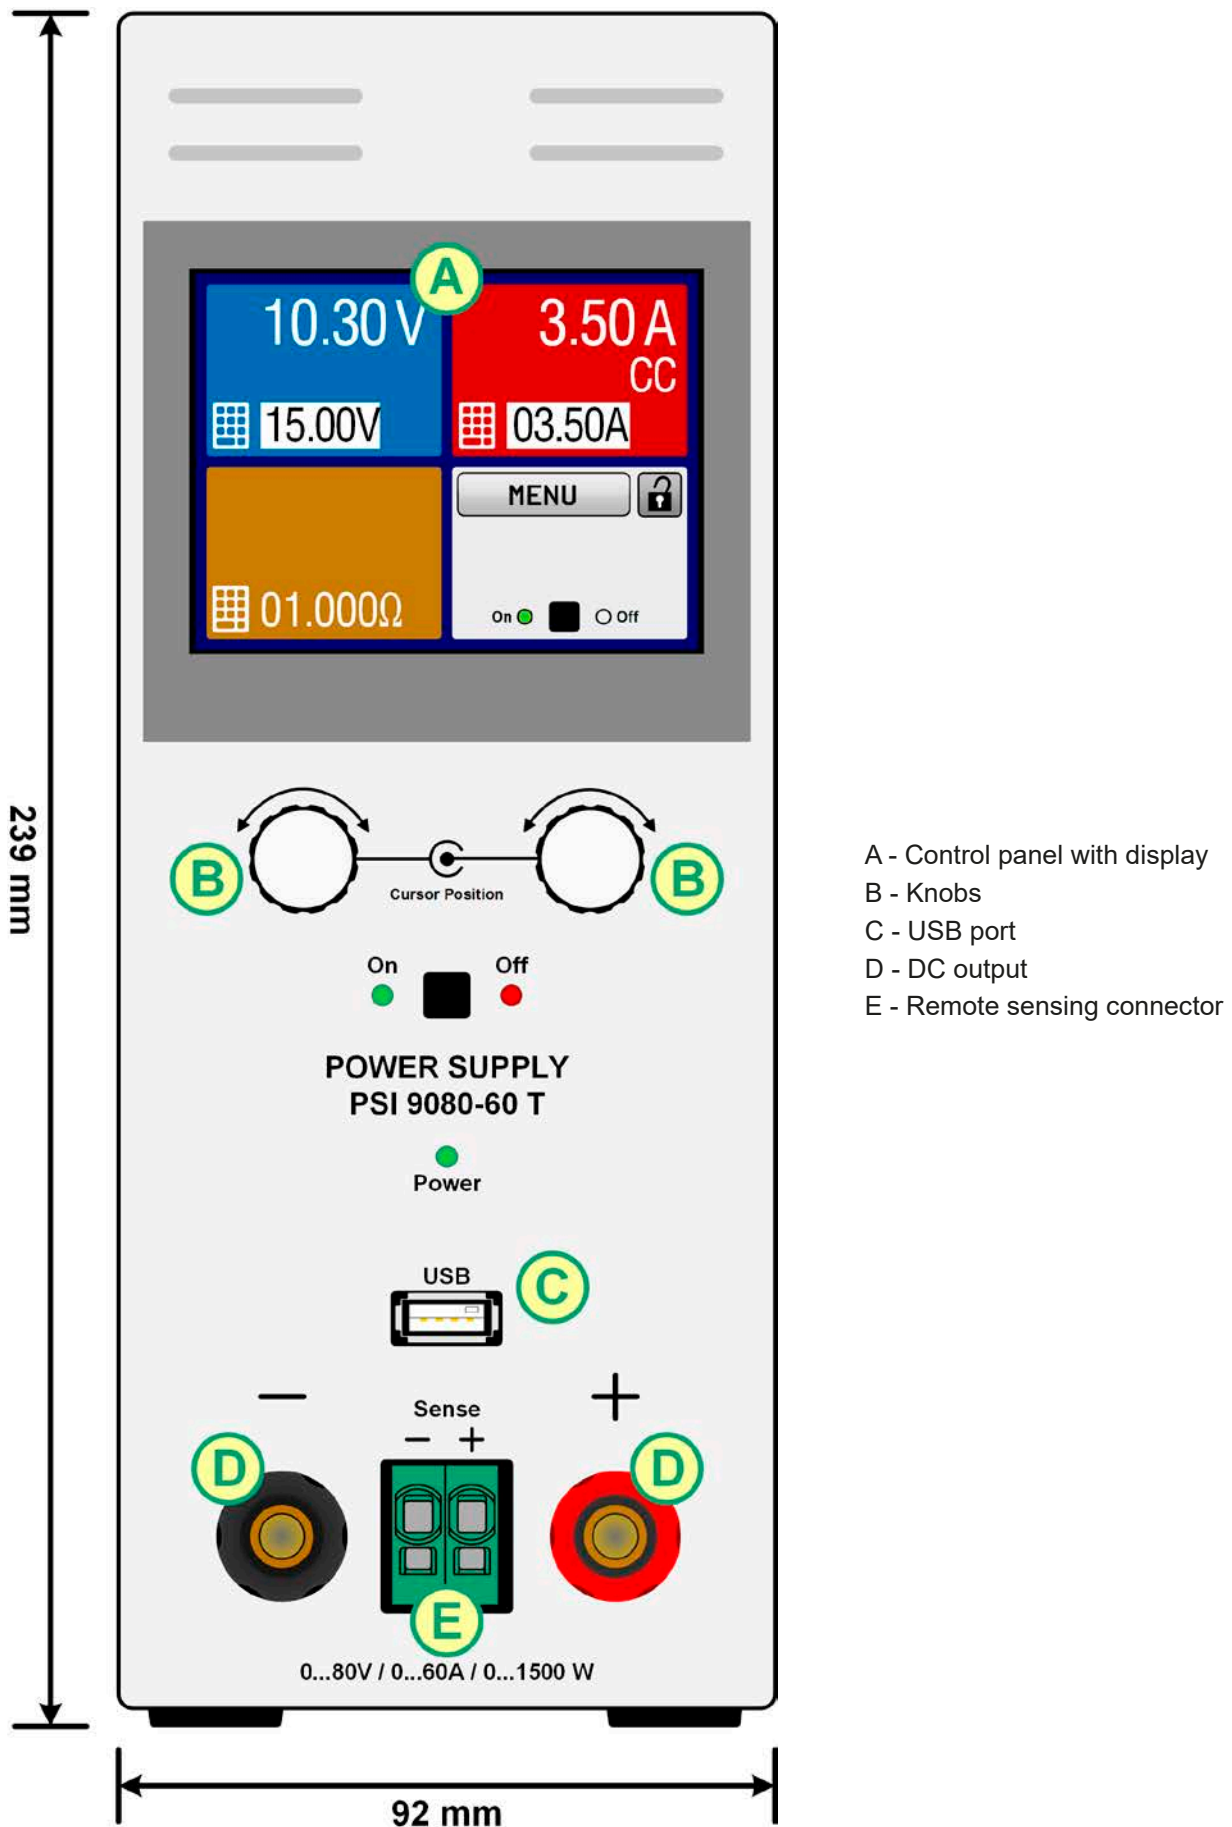 A
10.30 V
3.50 A
CC
15.00V
03.50A
MENU
01.000Ω
On
Off
239 mm
B
B
Cursor Position
A - Control panel with display
B - Knobs
C - USB port
D - DC output
E - Remote sensing connector
On
Off
POWER SUPPLY
PSI 9080-60 T
Power
USB
C
− +
Sense
− +
D
D
E
0...80V / 0...60A / 0...1500 W
92 mm